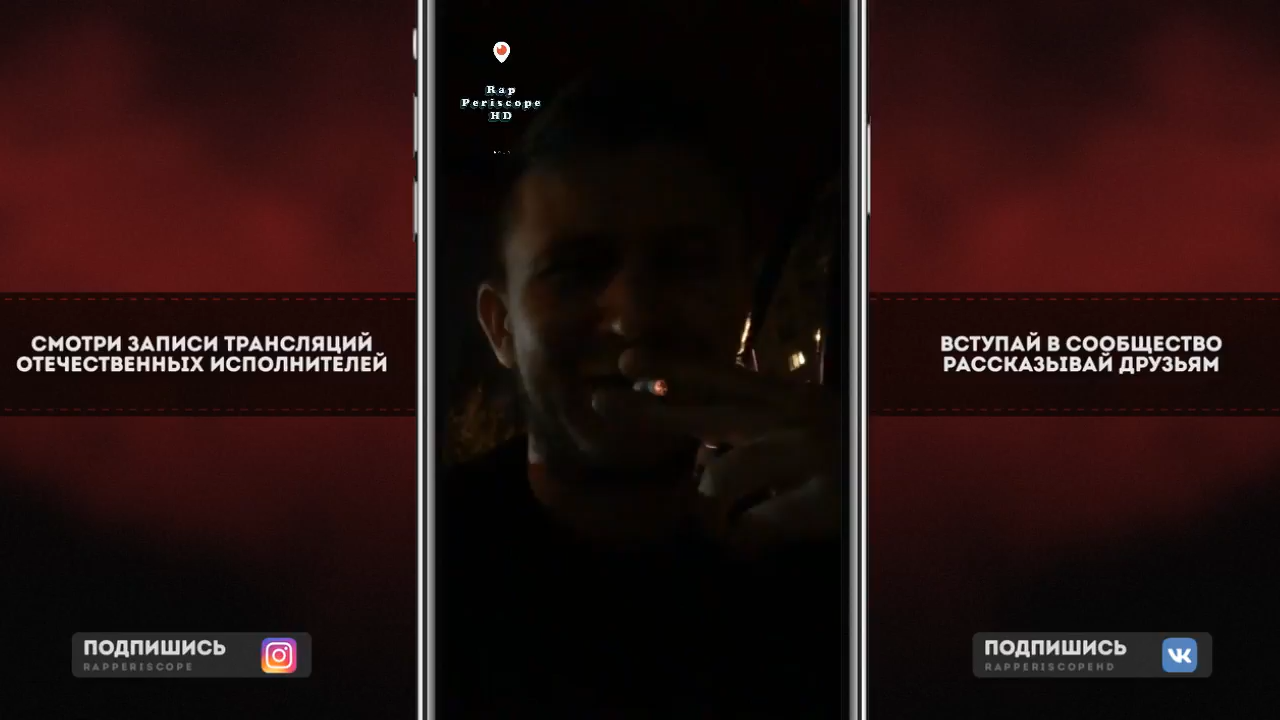 Rap
Periscope
HD
СМОТРИ ЗАПИСИ ТРАНСЛЯЦИЙ
ОТЕЧЕСТВЕННЫХ ИСПОЛНИТЕЛЕЙ
ВСТУПАЙ В СООБЩЕСТВО
РАССКАЗЫВАЙ ДРУЗЬЯМ
ПОДПИШИСЬ
RAPPERISCOPE
ПОДПИШИСЬ
RAPPERISCOPEHD